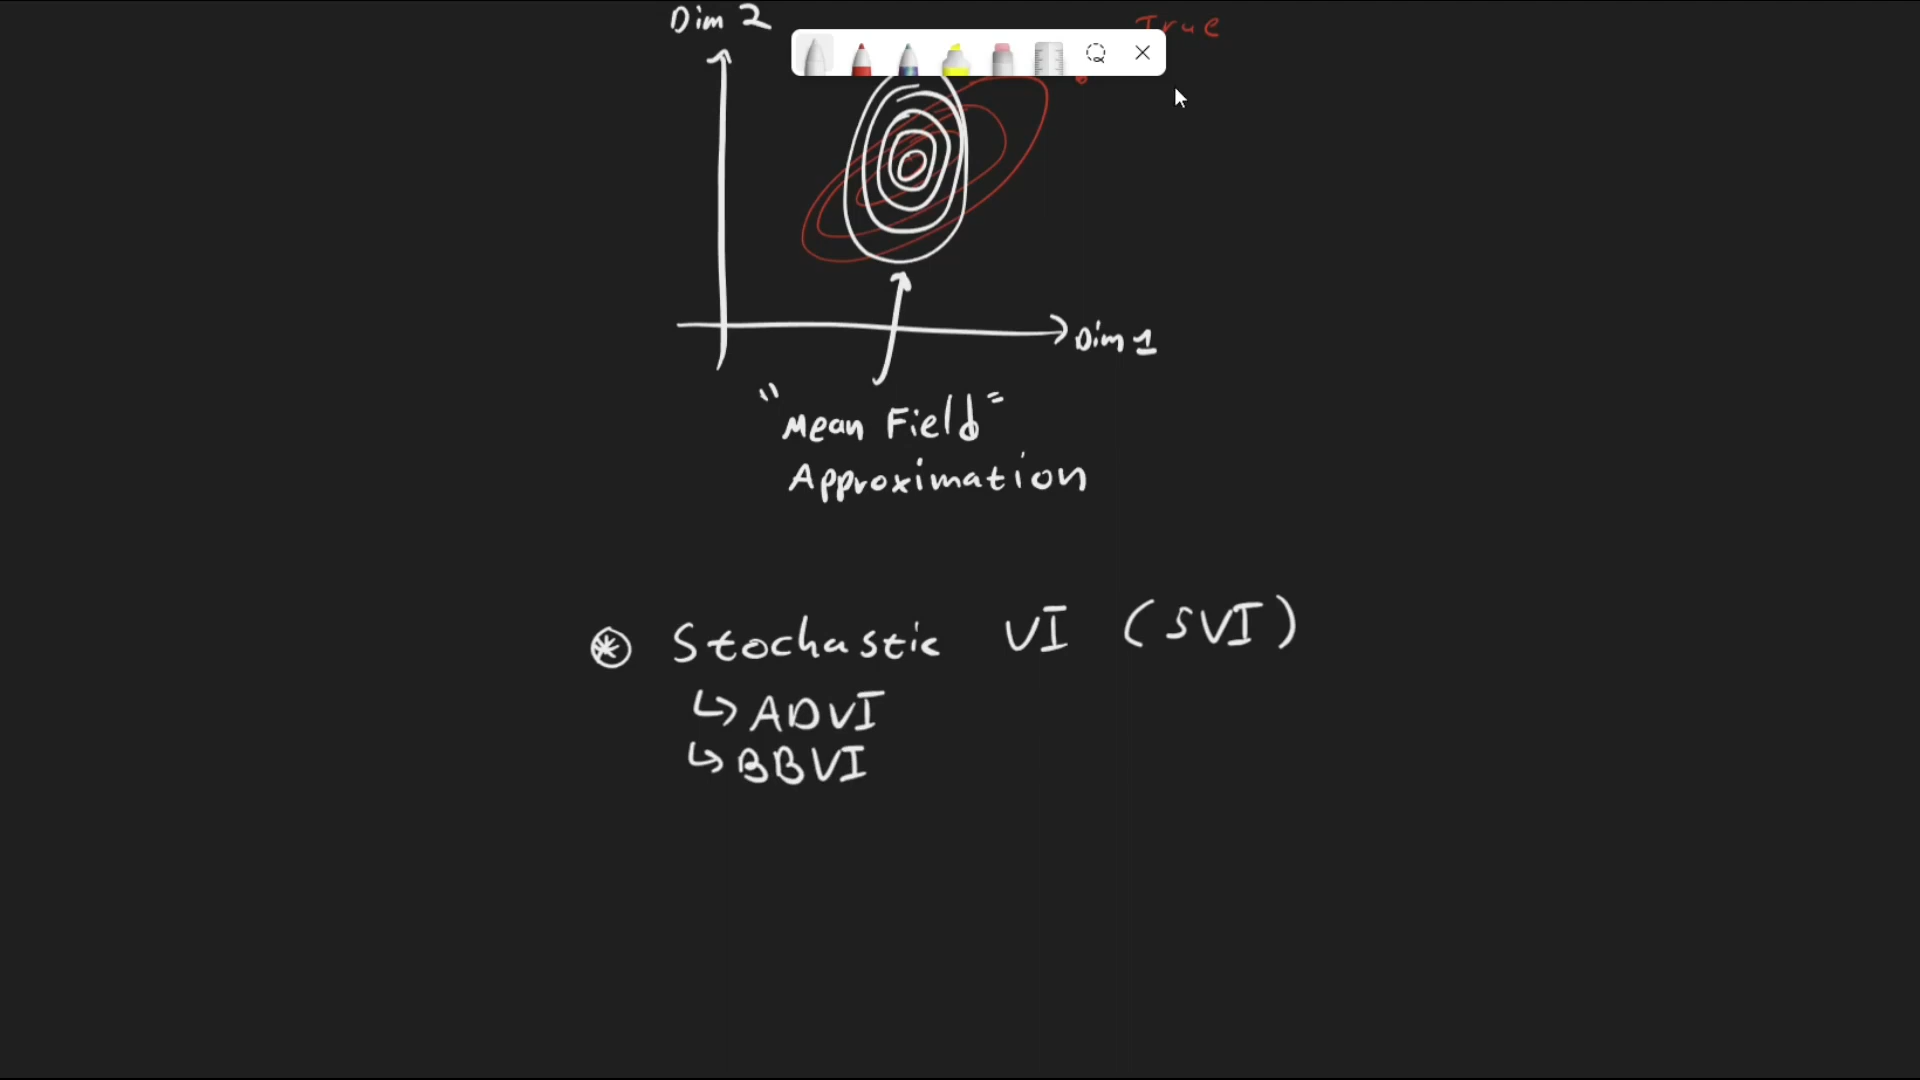 Dim 2
True
Dim 1
"Mean Field"
Approximation
⊛ Stochastic VI (SVI)
↳ ADVI
↳ BBVI